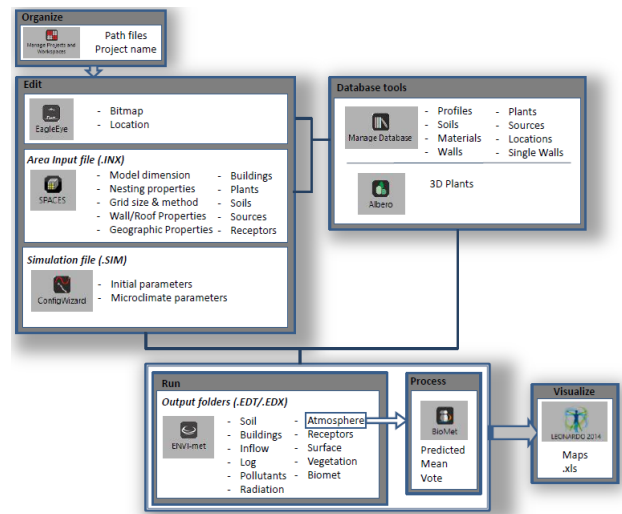 Organize
Manage Projects and
Workspaces
Path files
Project name
Edit
EagleEye
- Bitmap
- Location
Area Input file (.INX)
SPACES
- Model dimension
- Nesting properties
- Grid size & method
- Wall/Roof Properties
- Geographic Properties
- Buildings
- Plants
- Soils
- Sources
- Receptors
Simulation file (.SIM)
ConfigWizard
- Initial parameters
- Microclimate parameters
Database tools
Manage Database
- Profiles
- Soils
- Materials
- Walls
- Plants
- Sources
- Locations
- Single Walls
Albero
3D Plants
Run
Output folders (.EDT/.EDX)
ENVI-met
- Soil
- Buildings
- Inflow
- Log
- Pollutants
- Radiation
- Atmosphere
- Receptors
- Surface
- Vegetation
- Biomet
Process
BioMet
Predicted
Mean
Vote
Visualize
LEONARDO 2014
Maps
.xls